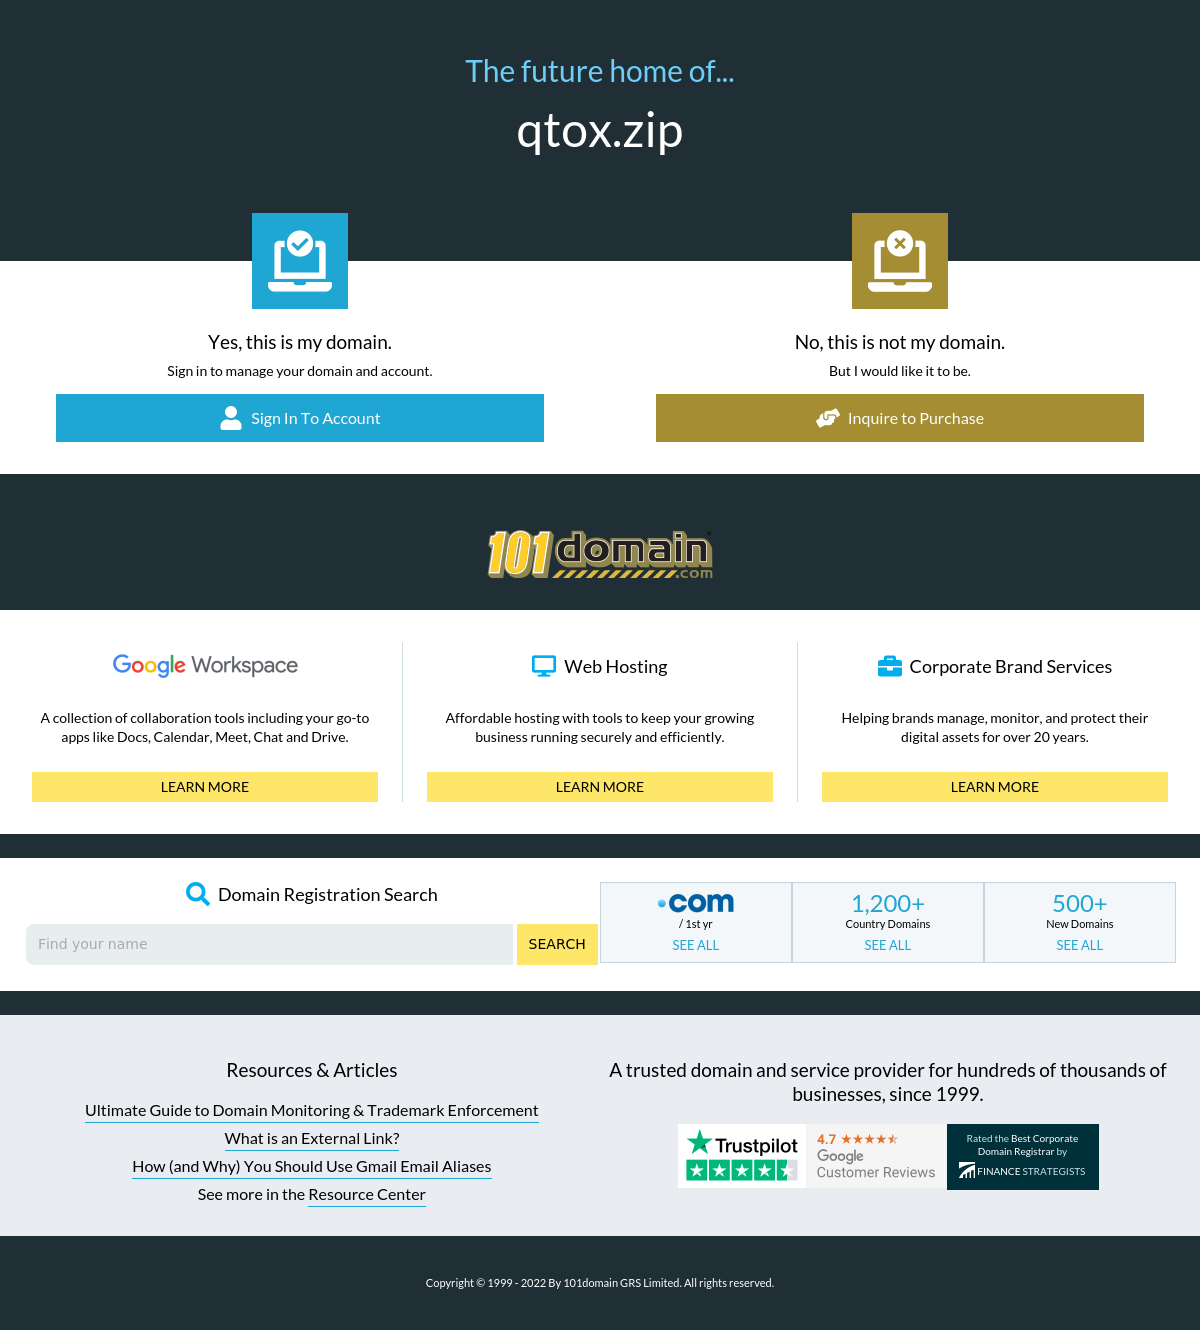 The future home of...
qtox.zip
Yes, this is my domain.
Sign in to manage your domain and account.
Sign In To Account
No, this is not my domain.
But I would like it to be.
Inquire to Purchase
101domain
.com
Google Workspace
A collection of collaboration tools including your go-to
apps like Docs, Calendar, Meet, Chat and Drive.
LEARN MORE
Web Hosting
Affordable hosting with tools to keep your growing
business running securely and efficiently.
LEARN MORE
Corporate Brand Services
Helping brands manage, monitor, and protect their
digital assets for over 20 years.
LEARN MORE
Domain Registration Search
Find your name
SEARCH
.com
/ 1st yr
SEE ALL
1,200+
Country Domains
SEE ALL
500+
New Domains
SEE ALL
Resources & Articles
Ultimate Guide to Domain Monitoring & Trademark Enforcement
What is an External Link?
How (and Why) You Should Use Gmail Email Aliases
See more in the Resource Center
A trusted domain and service provider for hundreds of thousands of
businesses, since 1999.
Trustpilot
4.7
Google
Customer Reviews
Rated the Best Corporate
Domain Registrar by
FINANCE STRATEGISTS
Copyright © 1999 - 2022 By 101domain GRS Limited. All rights reserved.